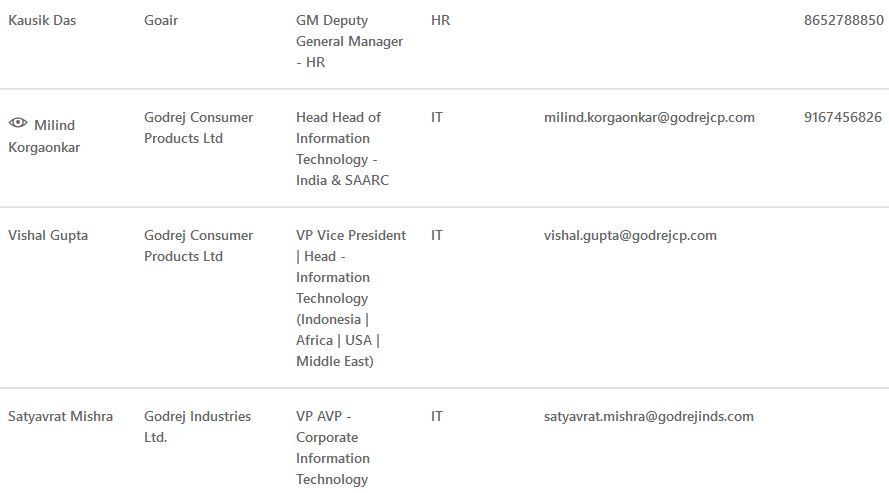 Kausik Das Goair GM Deputy HR 8652788850
General Manager
- HR
Milind Godrej Consumer Head Head of IT milind.korgaonkar@godrejcp.com 9167456826
Korgaonkar Products Ltd Information
Technology -
India & SAARC
Vishal Gupta Godrej Consumer VP Vice President IT vishal.gupta@godrejcp.com
Products Ltd | Head -
Information
Technology
(Indonesia |
Africa | USA |
Middle East)
Satyavrat Mishra Godrej Industries VP AVP - IT satyavrat.mishra@godrejinds.com
Ltd. Corporate
Information
Technology